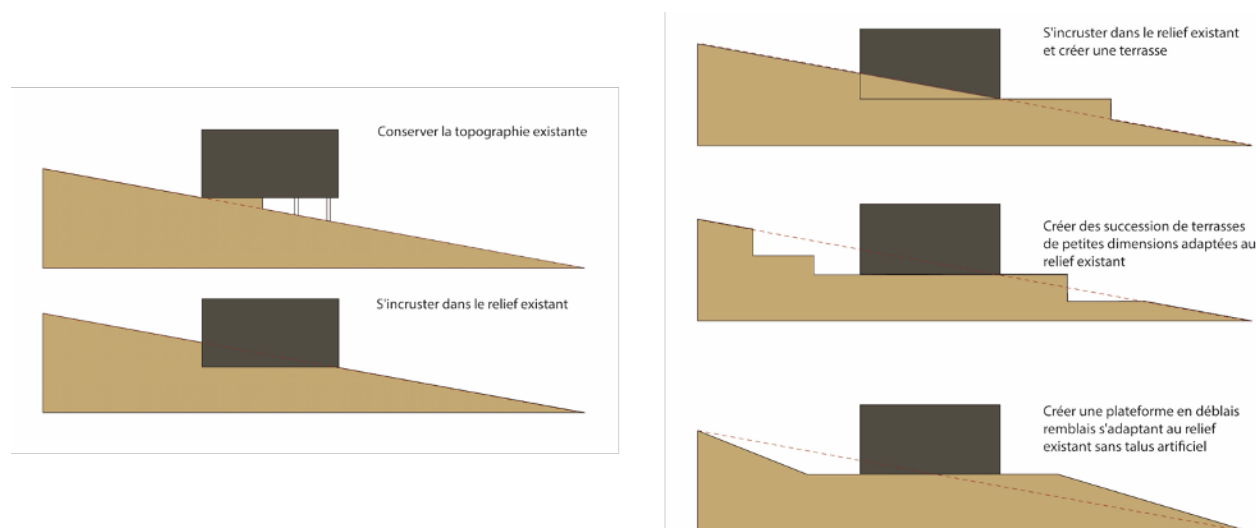 Conserver la topographie existante
S'incruster dans le relief existant
S'incruster dans le relief existant
et créer une terrasse
Créer des succession de terrasses
de petites dimensions adaptées au
relief existant
Créer une plateforme en déblais
remblais s'adaptant au relief
existant sans talus artificiel